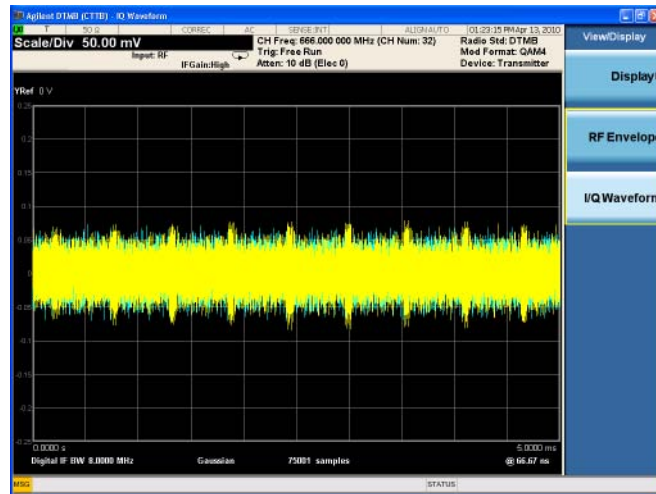 Agilent DTMB (CTTB) - IQ Waveform
T 50 Ω CORREC AC SENSE:INT ALIGN AUTO 01:23:15 PM Apr 13, 2010
Scale/Div 50.00 mV
Input: RF
IFGain:High
CH Freq: 666.000 000 MHz (CH Num: 32)
Trig: Free Run
Atten: 10 dB (Elec 0)
Radio Std: DTMB
Mod Format: QAM4
Device: Transmitter
View/Display
Display
RF Envelop
I/Q Waveform
YRef 0 V
0.25
0.2
0.15
0.1
0.05
0
-0.05
-0.1
-0.15
-0.2
-0.25
0.0000 s 5.0000 ms
Digital IF BW 8.0000 MHz Gaussian 75001 samples @ 66.67 ns
MSG STATUS